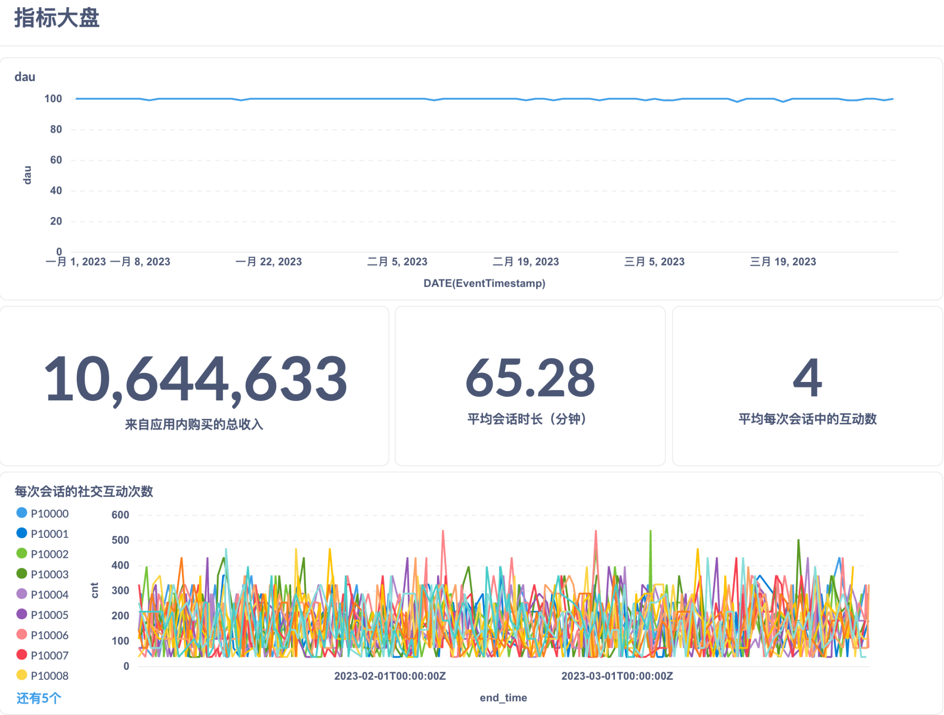 指标大盘
dau
100
80
60
40
20
0
dau
一月 1, 2023 一月 8, 2023 一月 22, 2023 二月 5, 2023 二月 19, 2023 三月 5, 2023 三月 19, 2023
DATE(EventTimestamp)
10,644,633
来自应用内购买的总收入
65.28
平均会话时长（分钟）
4
平均每次会话中的互动数
每次会话的社交互动次数
P10000
P10001
P10002
P10003
P10004
P10005
P10006
P10007
P10008
还有5个
600
500
400
300
200
100
0
cnt
2023-02-01T00:00:00Z 2023-03-01T00:00:00Z
end_time